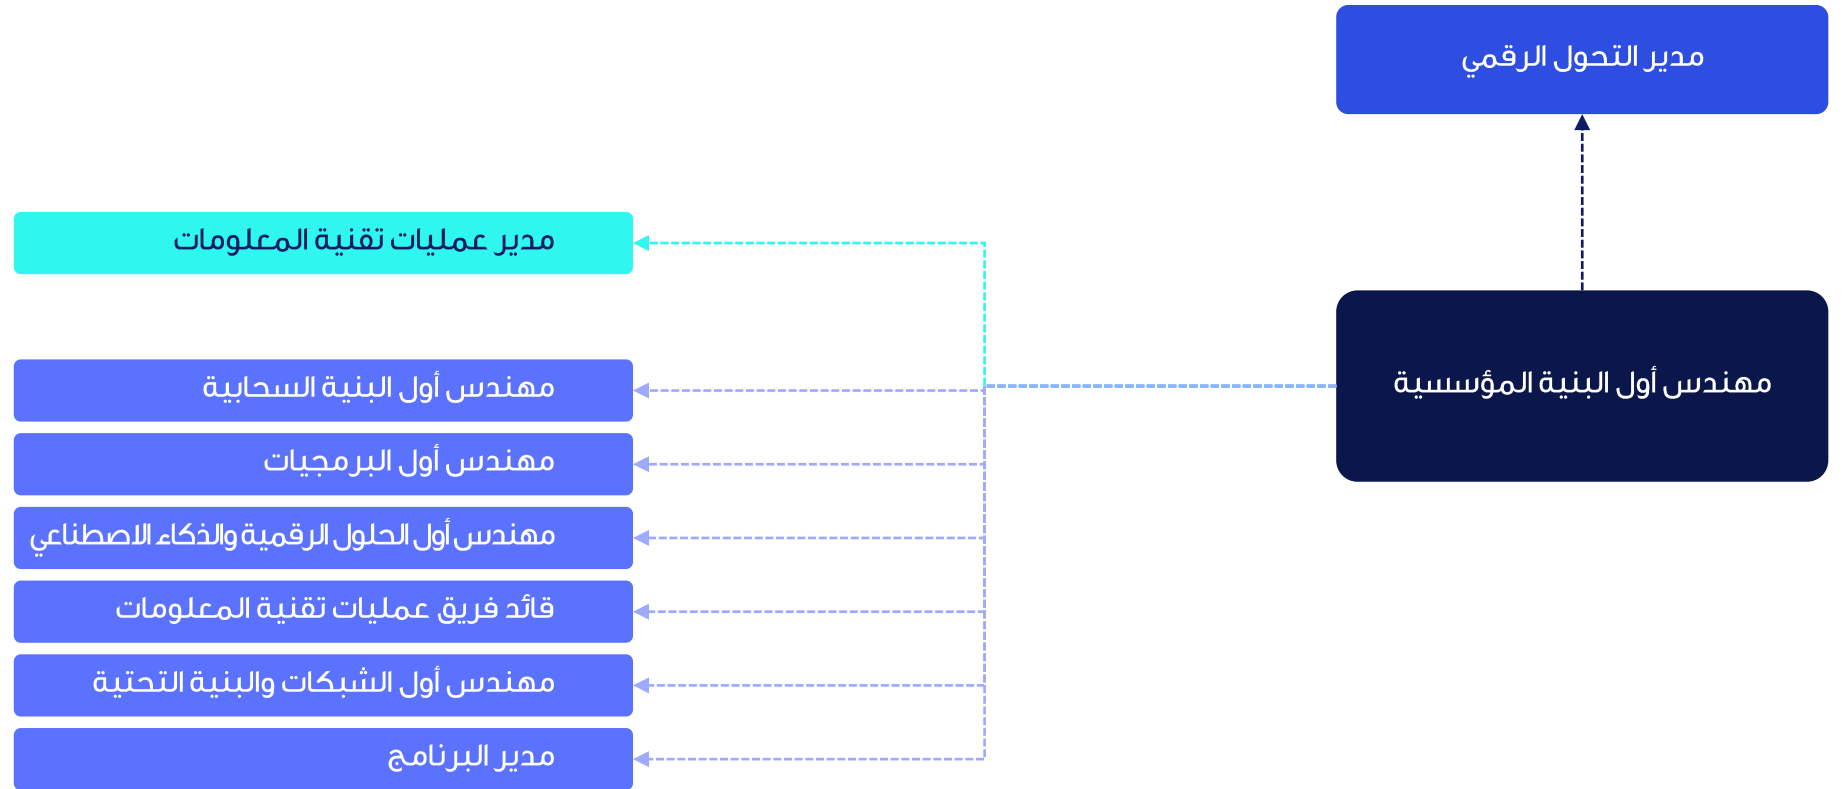 مدير التحول الرقمي
مهندس أول البنية المؤسسية
مدير عمليات تقنية المعلومات
مهندس أول البنية السحابية
مهندس أول البرمجيات
مهندس أول الحلول الرقمية والذكاء الاصطناعي
قائد فريق عمليات تقنية المعلومات
مهندس أول الشبكات والبنية التحتية
مدير البرنامج